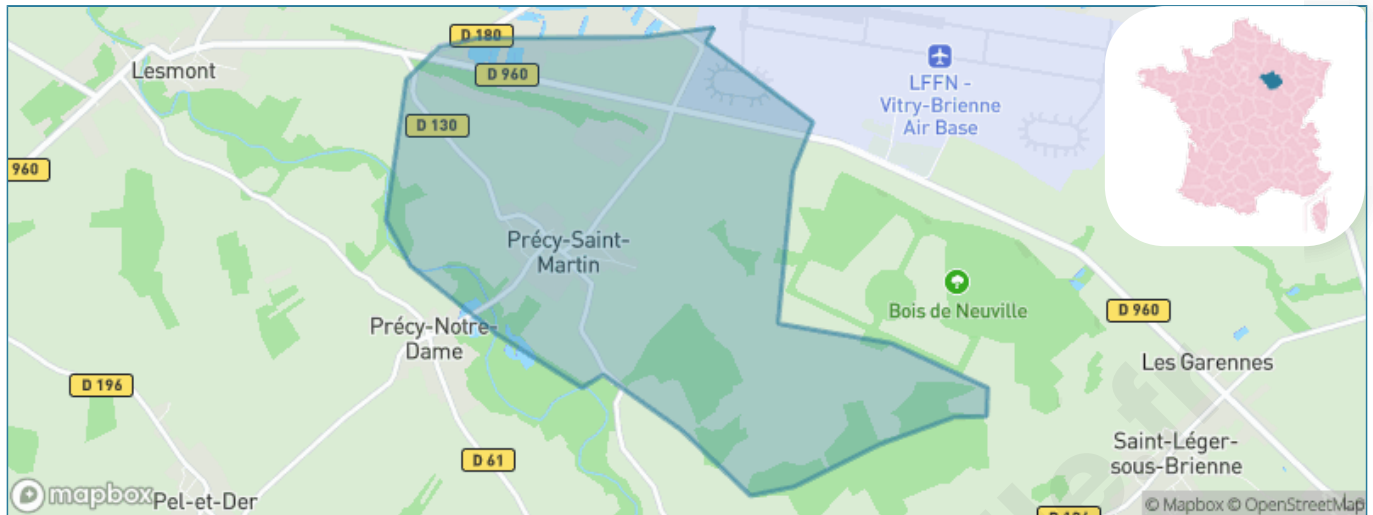 D 180
Lesmont
D 960
LFFN -
Vitry-Brienne
Air Base
D 130
960
Précy-Saint-
Martin
Bois de Neuville
D 960
Précy-Notre-
Dame
Les Garennes
D 196
Saint-Léger-
sous-Brienne
D 61
mapbox
Pel-et-Der
© Mapbox © OpenStreetMap